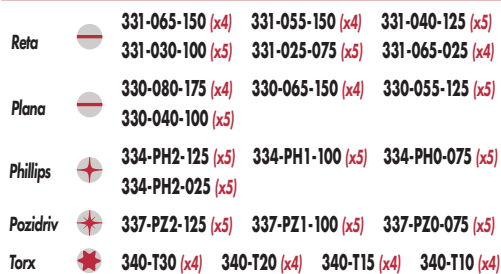 Reta
331-065-150 (x4) 331-055-150 (x4) 331-040-125 (x5)
331-030-100 (x5) 331-025-075 (x5) 331-065-025 (x4)
Plana
330-080-175 (x4) 330-065-150 (x4) 330-055-125 (x5)
330-040-100 (x5)
Phillips
334-PH2-125 (x5) 334-PH1-100 (x5) 334-PH0-075 (x5)
334-PH2-025 (x5)
Pozidriv 337-PZ2-125 (x5) 337-PZ1-100 (x5) 337-PZ0-075 (x5)
Torx 340-T30 (x4) 340-T20 (x4) 340-T15 (x4) 340-T10 (x4)